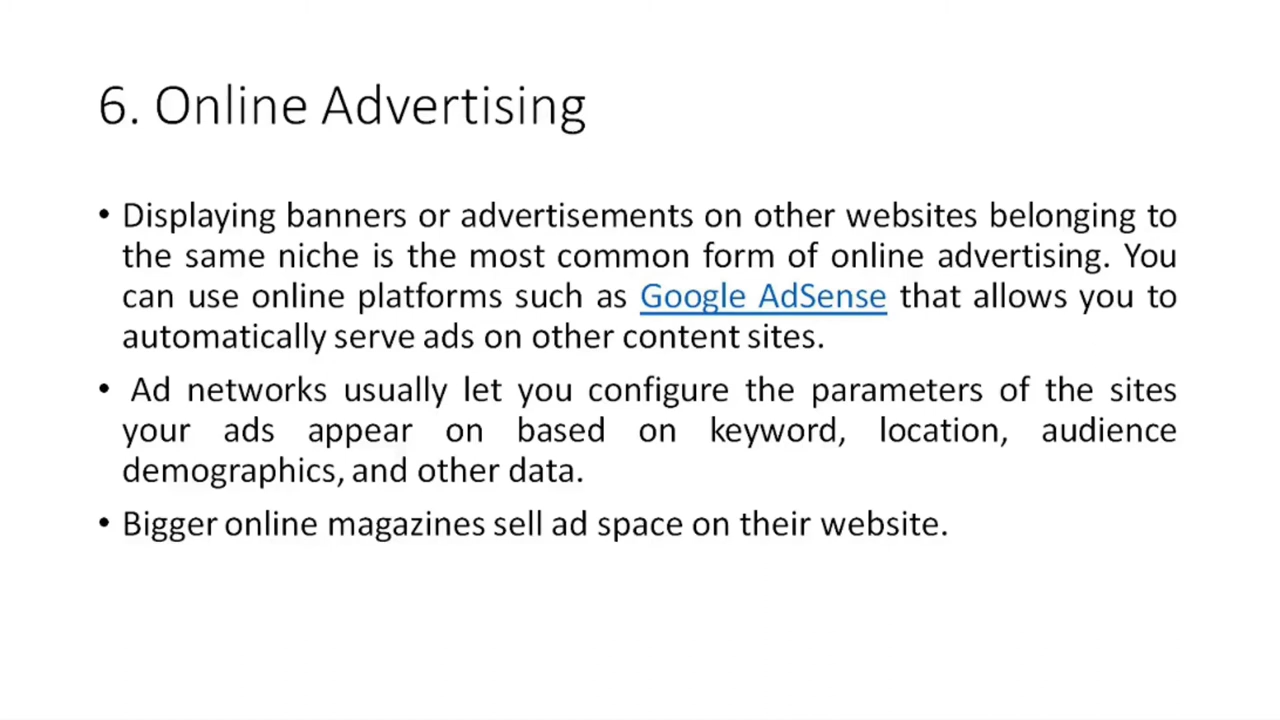 6. Online Advertising
• Displaying banners or advertisements on other websites belonging to
the same niche is the most common form of online advertising. You
can use online platforms such as Google AdSense that allows you to
automatically serve ads on other content sites.
• Ad networks usually let you configure the parameters of the sites
your ads appear on based on keyword, location, audience
demographics, and other data.
• Bigger online magazines sell ad space on their website.